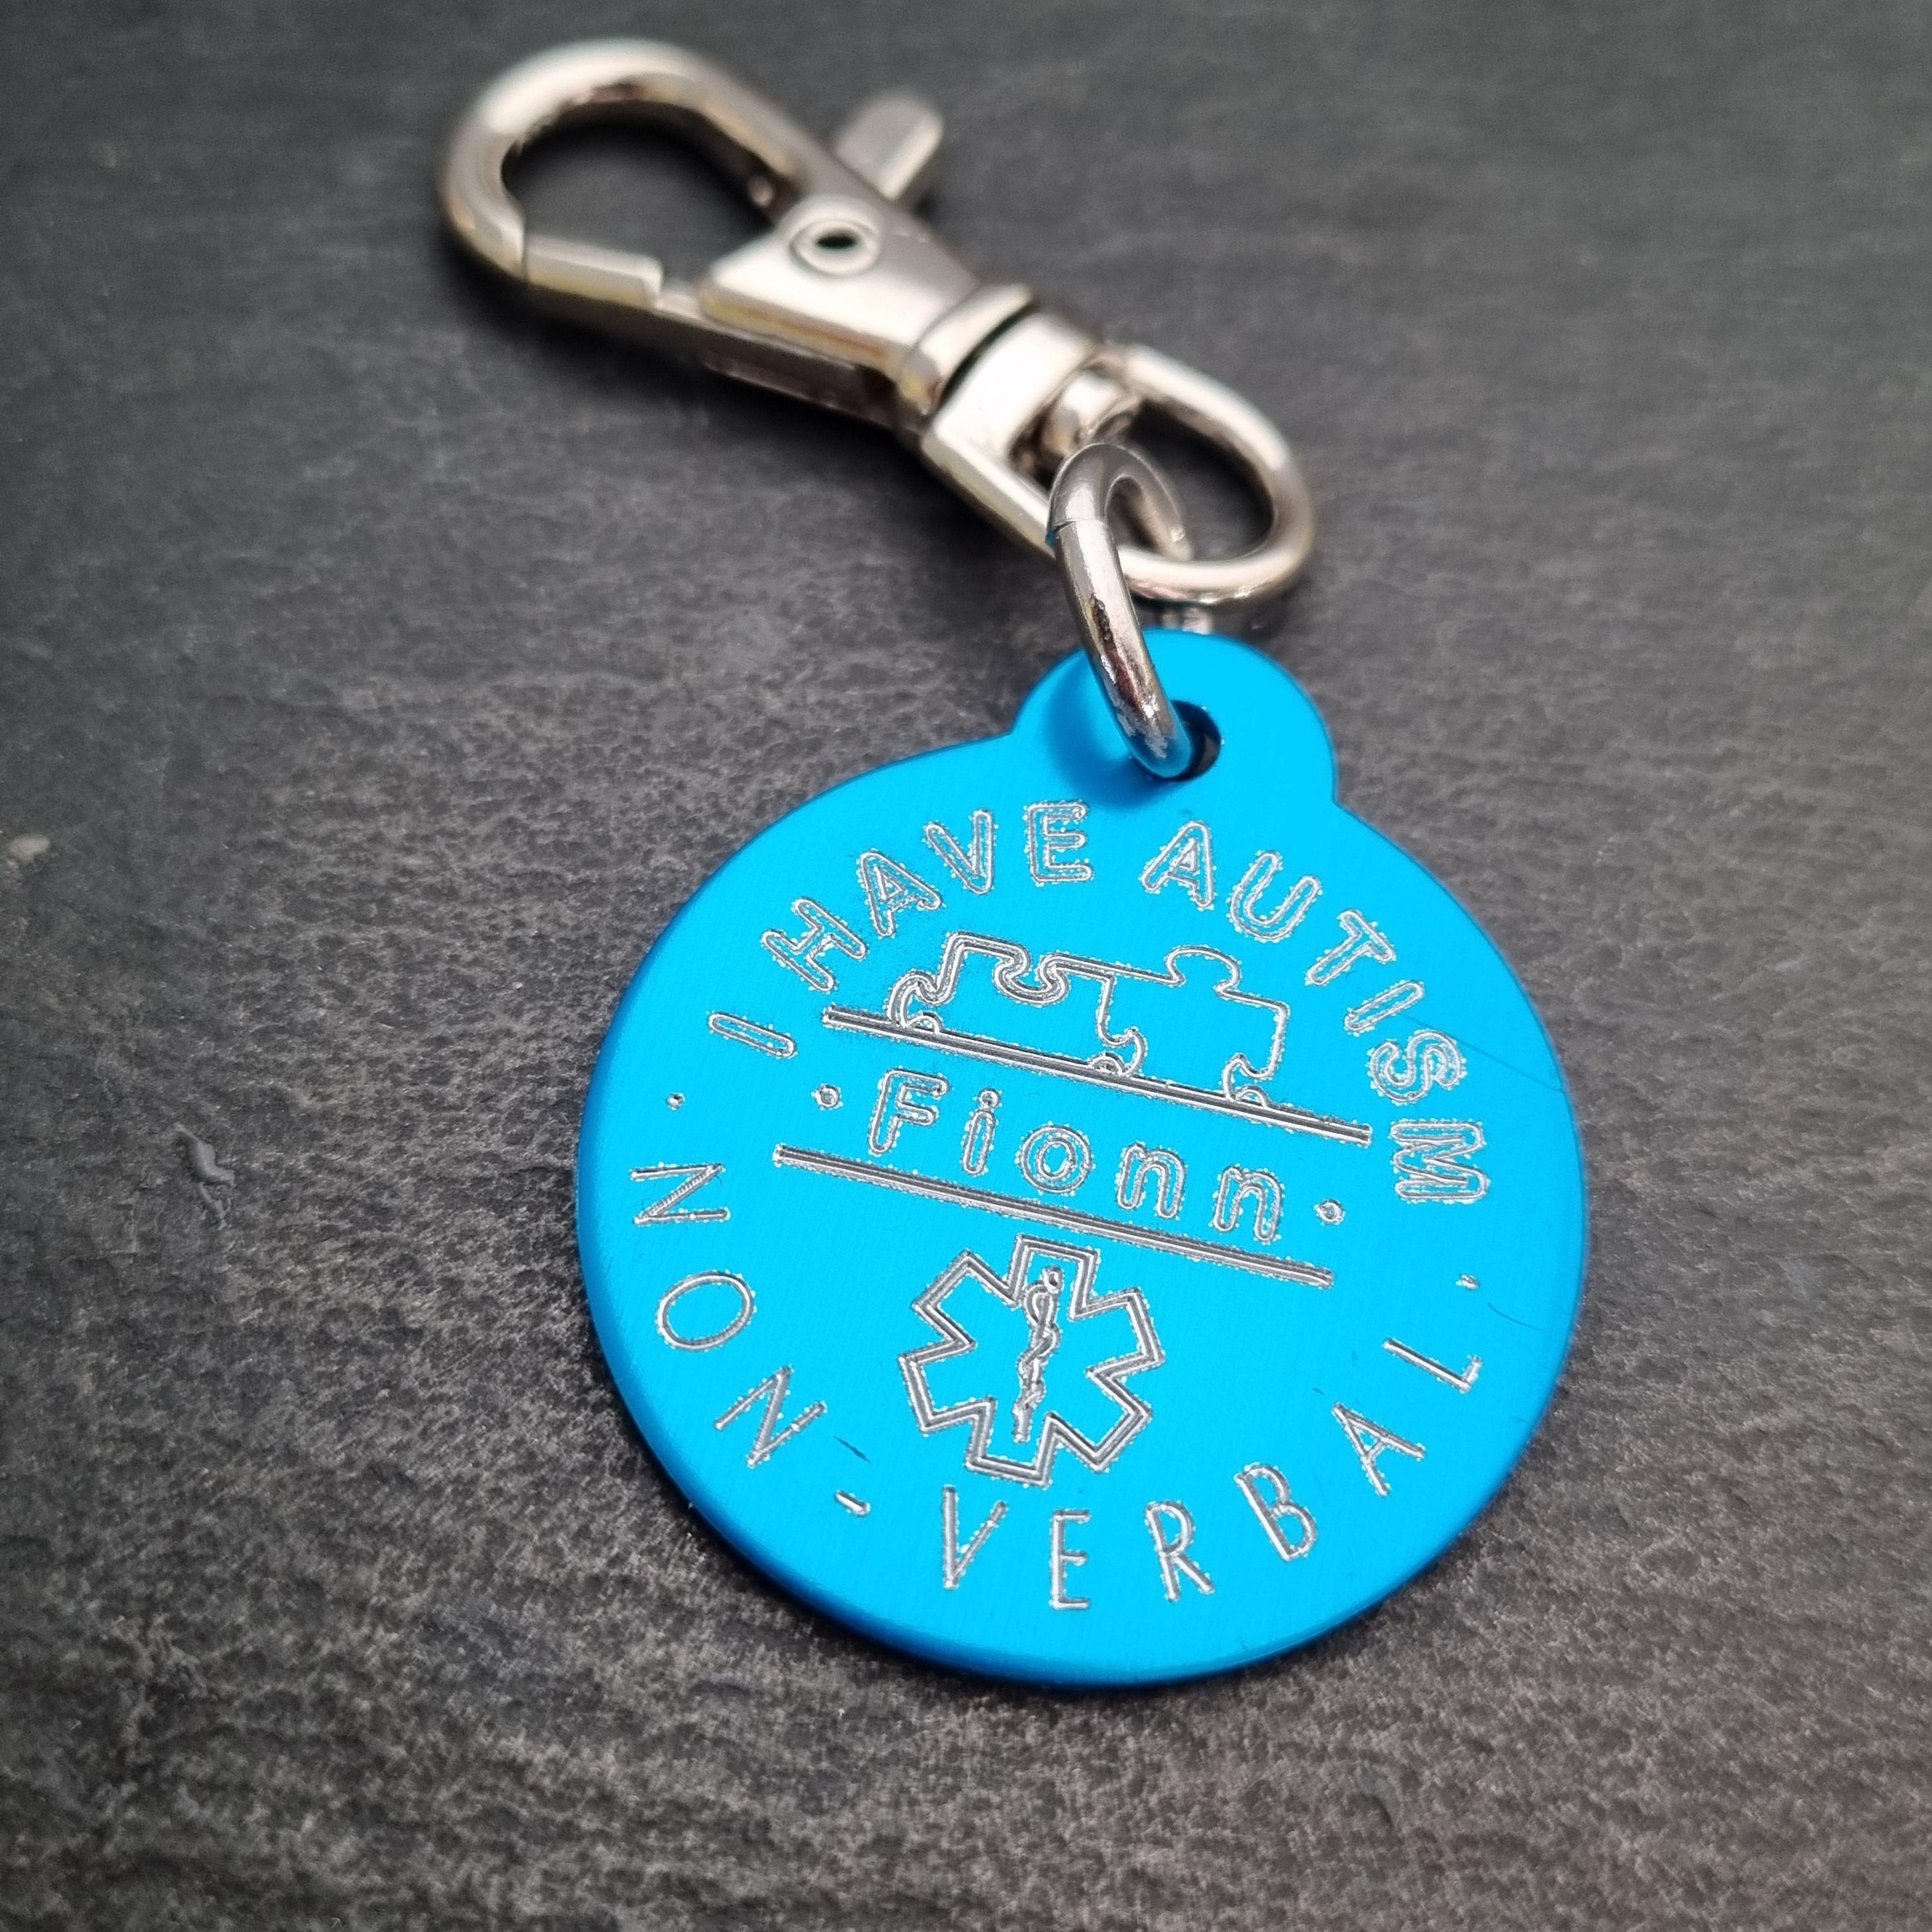 I HAVE AUTISM
· Fionn ·
· NON-VERBAL ·